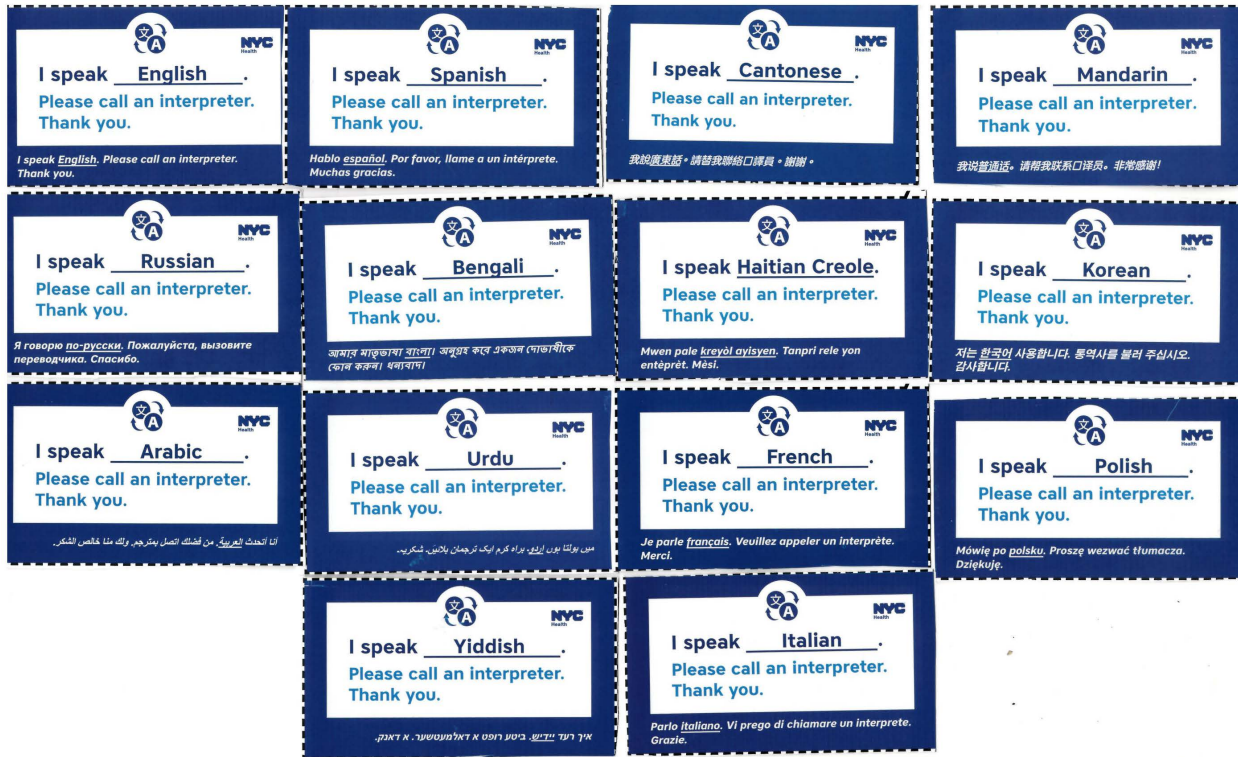 文 A
NYC
Health
I speak English.
Please call an interpreter.
Thank you.
I speak English. Please call an interpreter.
Thank you.
文 A
NYC
Health
I speak Spanish.
Please call an interpreter.
Thank you.
Hablo español. Por favor, llame a un intérprete.
Muchas gracias.
文 A
NYC
Health
I speak Cantonese.
Please call an interpreter.
Thank you.
我說廣東話。請替我聯絡口譯員。謝謝。
文 A
NYC
Health
I speak Mandarin.
Please call an interpreter.
Thank you.
我说普通话。请帮我联系口译员。非常感谢!
文 A
NYC
Health
I speak Russian.
Please call an interpreter.
Thank you.
Я говорю по-русски. Пожалуйста, вызовите
переводчика. Спасибо.
文 A
NYC
Health
I speak Bengali.
Please call an interpreter.
Thank you.
আমার মাতৃভাষা বাংলা। অনুগ্রহ করে একজন দোভাষীকে
ফোন করুন। ধন্যবাদ।
文 A
NYC
Health
I speak Haitian Creole.
Please call an interpreter.
Thank you.
Mwen pale kreyòl ayisyen. Tanpri rele yon
entèprèt. Mèsi.
文 A
NYC
Health
I speak Korean.
Please call an interpreter.
Thank you.
저는 한국어 사용합니다. 통역사를 불러 주십시오.
감사합니다.
文 A
NYC
Health
I speak Arabic.
Please call an interpreter.
Thank you.
أنا أتحدث العربية. من فضلك اتصل بمترجم. ولك منا خالص الشكر.
文 A
NYC
Health
I speak Urdu.
Please call an interpreter.
Thank you.
میں بولتا ہوں اردو. براہ کرم ایک ترجمان بلائیں. شکریہ.
文 A
NYC
Health
I speak French.
Please call an interpreter.
Thank you.
Je parle français. Veuillez appeler un interprète.
Merci.
文 A
NYC
Health
I speak Polish.
Please call an interpreter.
Thank you.
Mówię po polsku. Proszę wezwać tłumacza.
Dziękuję.
文 A
NYC
Health
I speak Yiddish.
Please call an interpreter.
Thank you.
איך רעד יידיש. ביטע רופט א דאלמעטשער. א דאנק.
文 A
NYC
Health
I speak Italian.
Please call an interpreter.
Thank you.
Parlo italiano. Vi prego di chiamare un interprete.
Grazie.